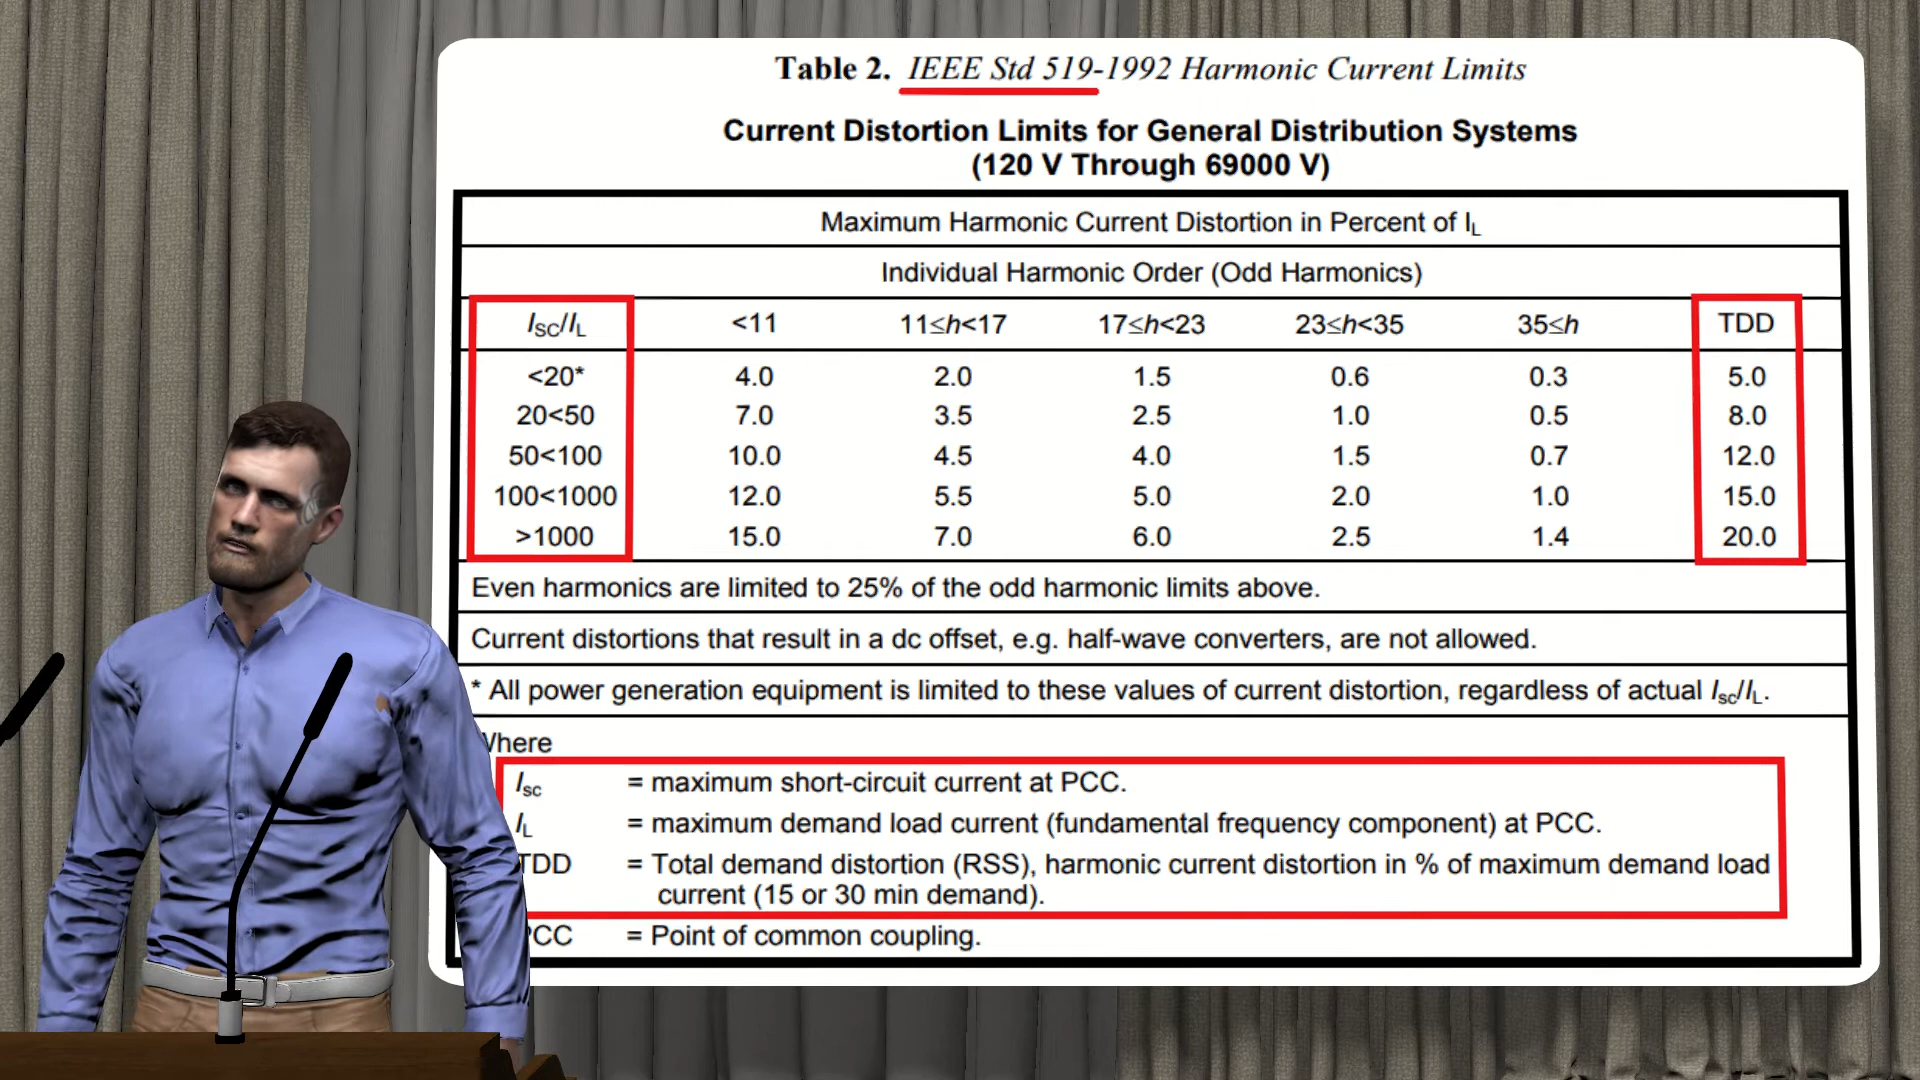 Table 2. IEEE Std 519-1992 Harmonic Current Limits
Current Distortion Limits for General Distribution Systems
(120 V Through 69000 V)
Maximum Harmonic Current Distortion in Percent of IL
Individual Harmonic Order (Odd Harmonics)
ISC/IL <11 11≤h<17 17≤h<23 23≤h<35 35≤h TDD
<20* 4.0 2.0 1.5 0.6 0.3 5.0
20<50 7.0 3.5 2.5 1.0 0.5 8.0
50<100 10.0 4.5 4.0 1.5 0.7 12.0
100<1000 12.0 5.5 5.0 2.0 1.0 15.0
>1000 15.0 7.0 6.0 2.5 1.4 20.0
Even harmonics are limited to 25% of the odd harmonic limits above.
Current distortions that result in a dc offset, e.g. half-wave converters, are not allowed.
* All power generation equipment is limited to these values of current distortion, regardless of actual Isc/IL.
Where
Isc = maximum short-circuit current at PCC.
IL = maximum demand load current (fundamental frequency component) at PCC.
TDD = Total demand distortion (RSS), harmonic current distortion in % of maximum demand load
current (15 or 30 min demand).
PCC = Point of common coupling.